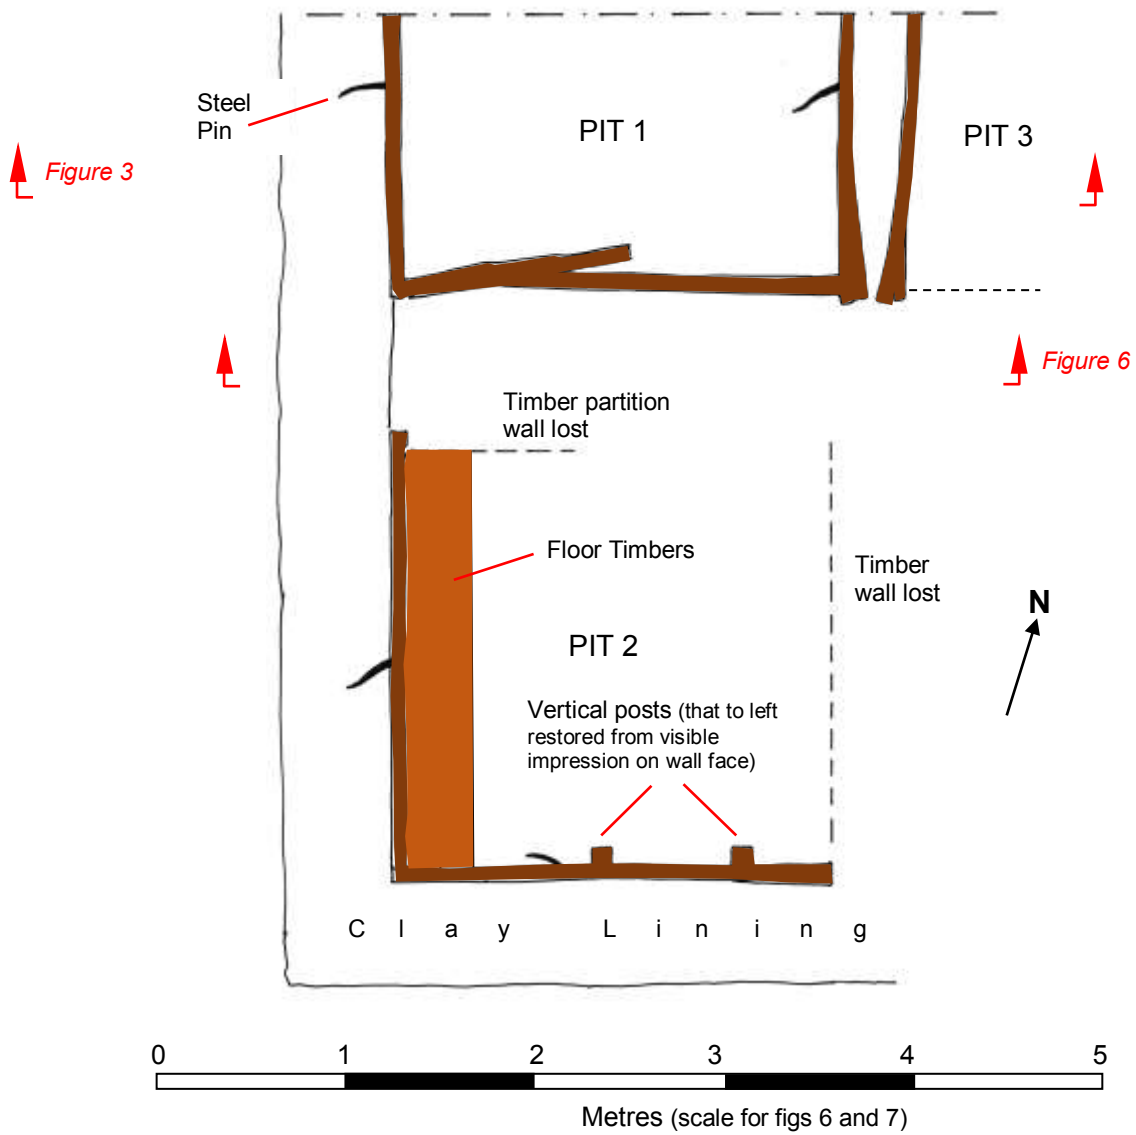 Steel
Pin
PIT 1
PIT 3
Figure 3
Figure 6
Timber partition
wall lost
Floor Timbers
Timber
wall lost
N
PIT 2
Vertical posts (that to left
restored from visible
impression on wall face)
Clay Lining
0 1 2 3 4 5
Metres (scale for figs 6 and 7)